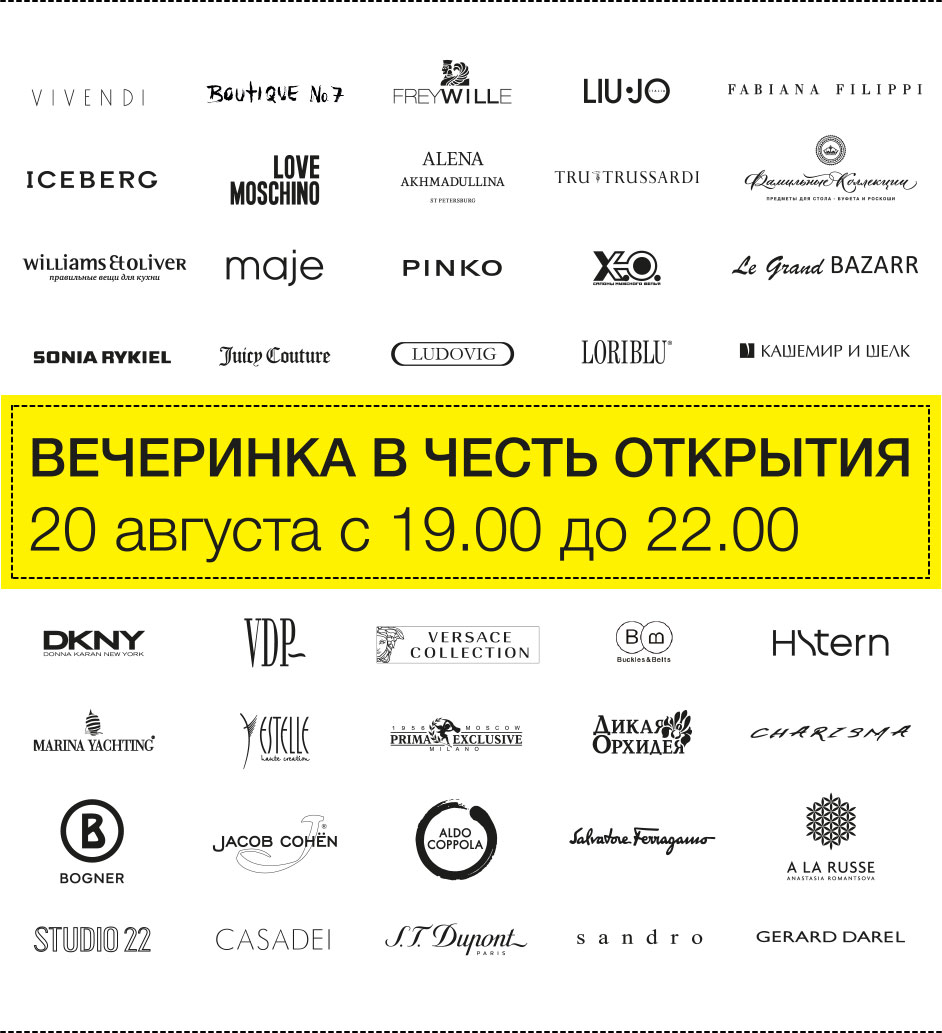 VIVENDI
BOUTIQUE No7
FREYWILLE
LIU·JO
FABIANA FILIPPI
ICEBERG
LOVE
MOSCHINO
ALENA
AKHMADULLINA
ST PETERSBURG
TRU TRUSSARDI
Фамильные Коллекции
ПРЕДМЕТЫ ДЛЯ СТОЛА · БУФЕТА И РОСКОШИ
Williams Et Oliver
правильные вещи для кухни
maje
PINKO
Х.О.
САЛОНЫ МУЖСКОГО БЕЛЬЯ
Le Grand BAZARR
SONIA RYKIEL
Juicy Couture
LUDOVIG
LORIBLU®
КАШЕМИР И ШЕЛК
ВЕЧЕРИНКА В ЧЕСТЬ ОТКРЫТИЯ
20 августа с 19.00 до 22.00
DKNY
DONNA KARAN NEW YORK
VDP
VERSACE
COLLECTION
BB
Buckles&Belts
HStern
MARINA YACHTING®
ESTELLE
haute creation
1956 MOSCOW
PRIMA EXCLUSIVE
MILANO
ДИКАЯ
ОРХИДЕЯ
CHARISMA
B
BOGNER
JACOB COHËN®
ALDO
COPPOLA
Salvatore Ferragamo
A LA RUSSE
ANASTASIA ROMANTSOVA
STUDIO 22
CASADEI
S.T. Dupont
PARIS
sandro
GERARD DAREL